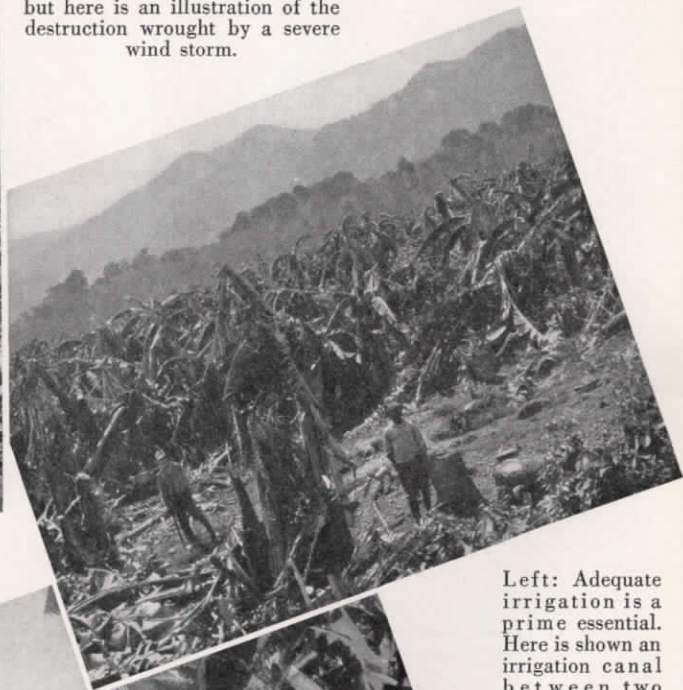 but here is an illustration of the
destruction wrought by a severe
wind storm.
Left: Adequate
irrigation is a
prime essential.
Here is shown an
irrigation canal
between two